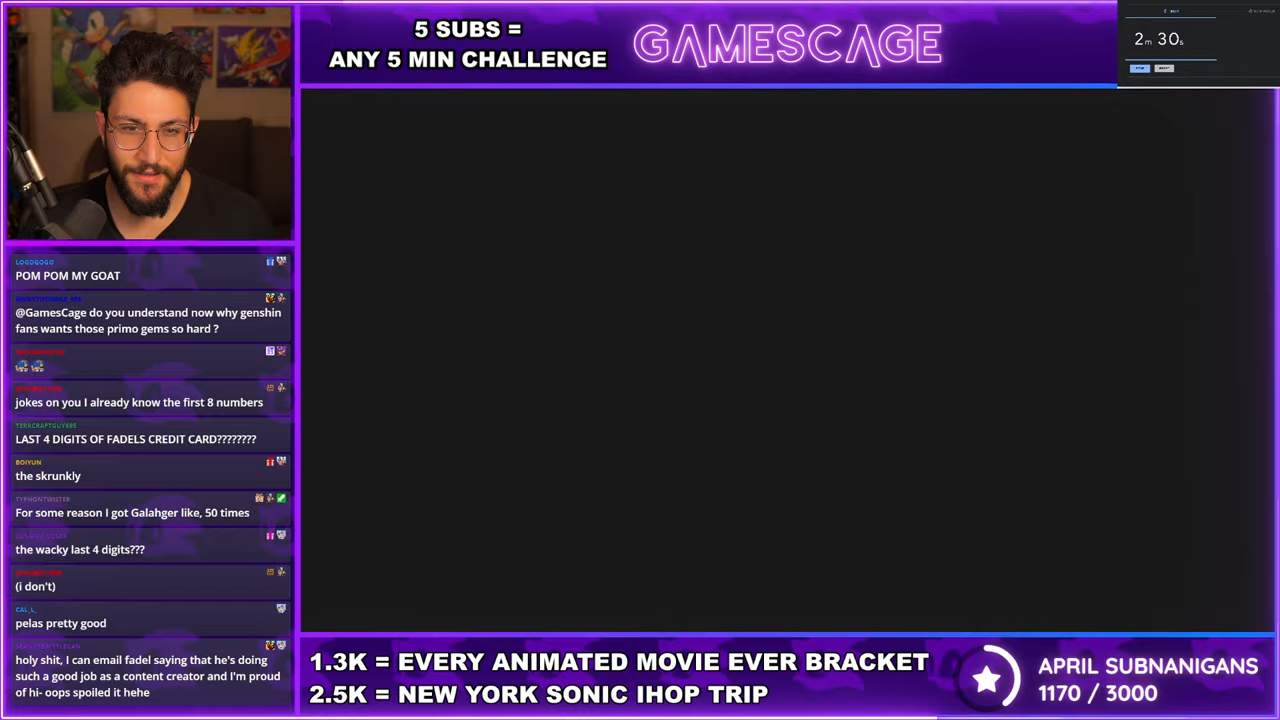 5 SUBS =
ANY 5 MIN CHALLENGE
GAMESCAGE
2m 30s
LOGOGOGO
POM POM MY GOAT
@GamesCage do you understand now why genshin
fans wants those primo gems so hard ?
jokes on you I already know the first 8 numbers
TERRCRAFTGUY695
LAST 4 DIGITS OF FADELS CREDIT CARD????????
BOIYUN
the skrunkly
TYPHONTWISTER
For some reason I got Galahger like, 50 times
the wacky last 4 digits???
(i don't)
CAL_L_
pelas pretty good
holy shit, I can email fadel saying that he's doing
such a good job as a content creator and I'm proud
of hi- oops spoiled it hehe
1.3K = EVERY ANIMATED MOVIE EVER BRACKET
2.5K = NEW YORK SONIC IHOP TRIP
APRIL SUBNANIGANS
1170 / 3000